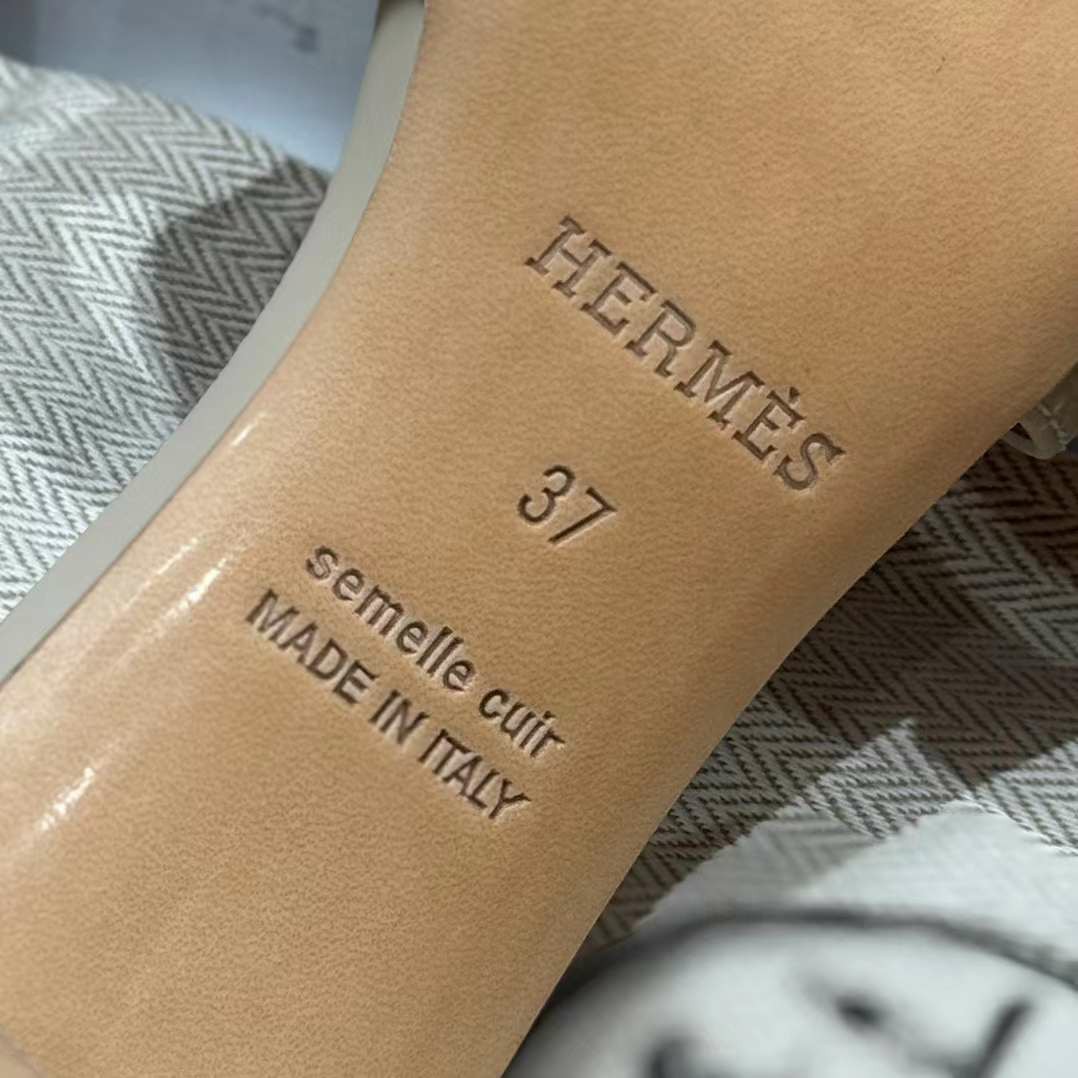 HERMÈS
37
semelle cuir
MADE IN ITALY